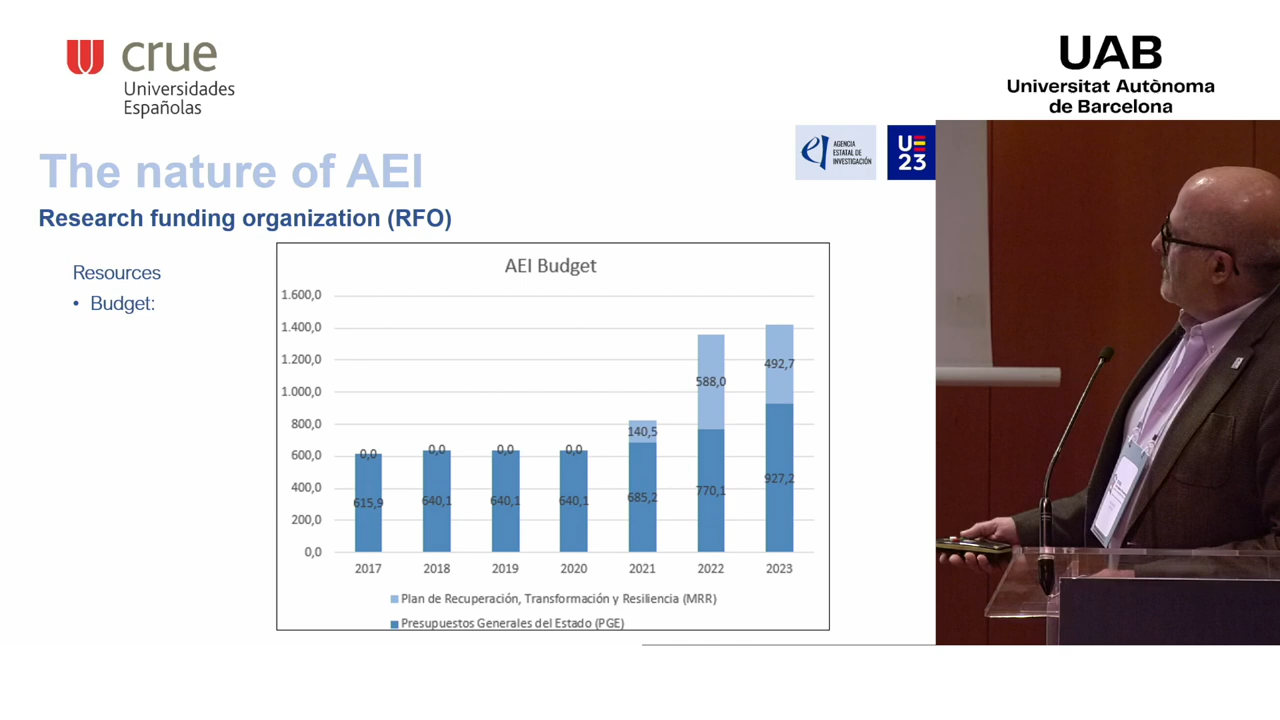 crue
Universidades
Españolas
UAB
Universitat Autònoma
de Barcelona
The nature of AEI
AGENCIA
ESTATAL DE
INVESTIGACIÓN
UE
23
Research funding organization (RFO)
Resources
• Budget:
AEI Budget
1.600,0
1.400,0
1.200,0
1.000,0
800,0
600,0
400,0
200,0
0,0
492,7
588,0
140,5
0,0 0,0 0,0 0,0
615,9 640,1 640,1 640,1 685,2 770,1 927,2
2017 2018 2019 2020 2021 2022 2023
Plan de Recuperación, Transformación y Resiliencia (MRR)
Presupuestos Generales del Estado (PGE)